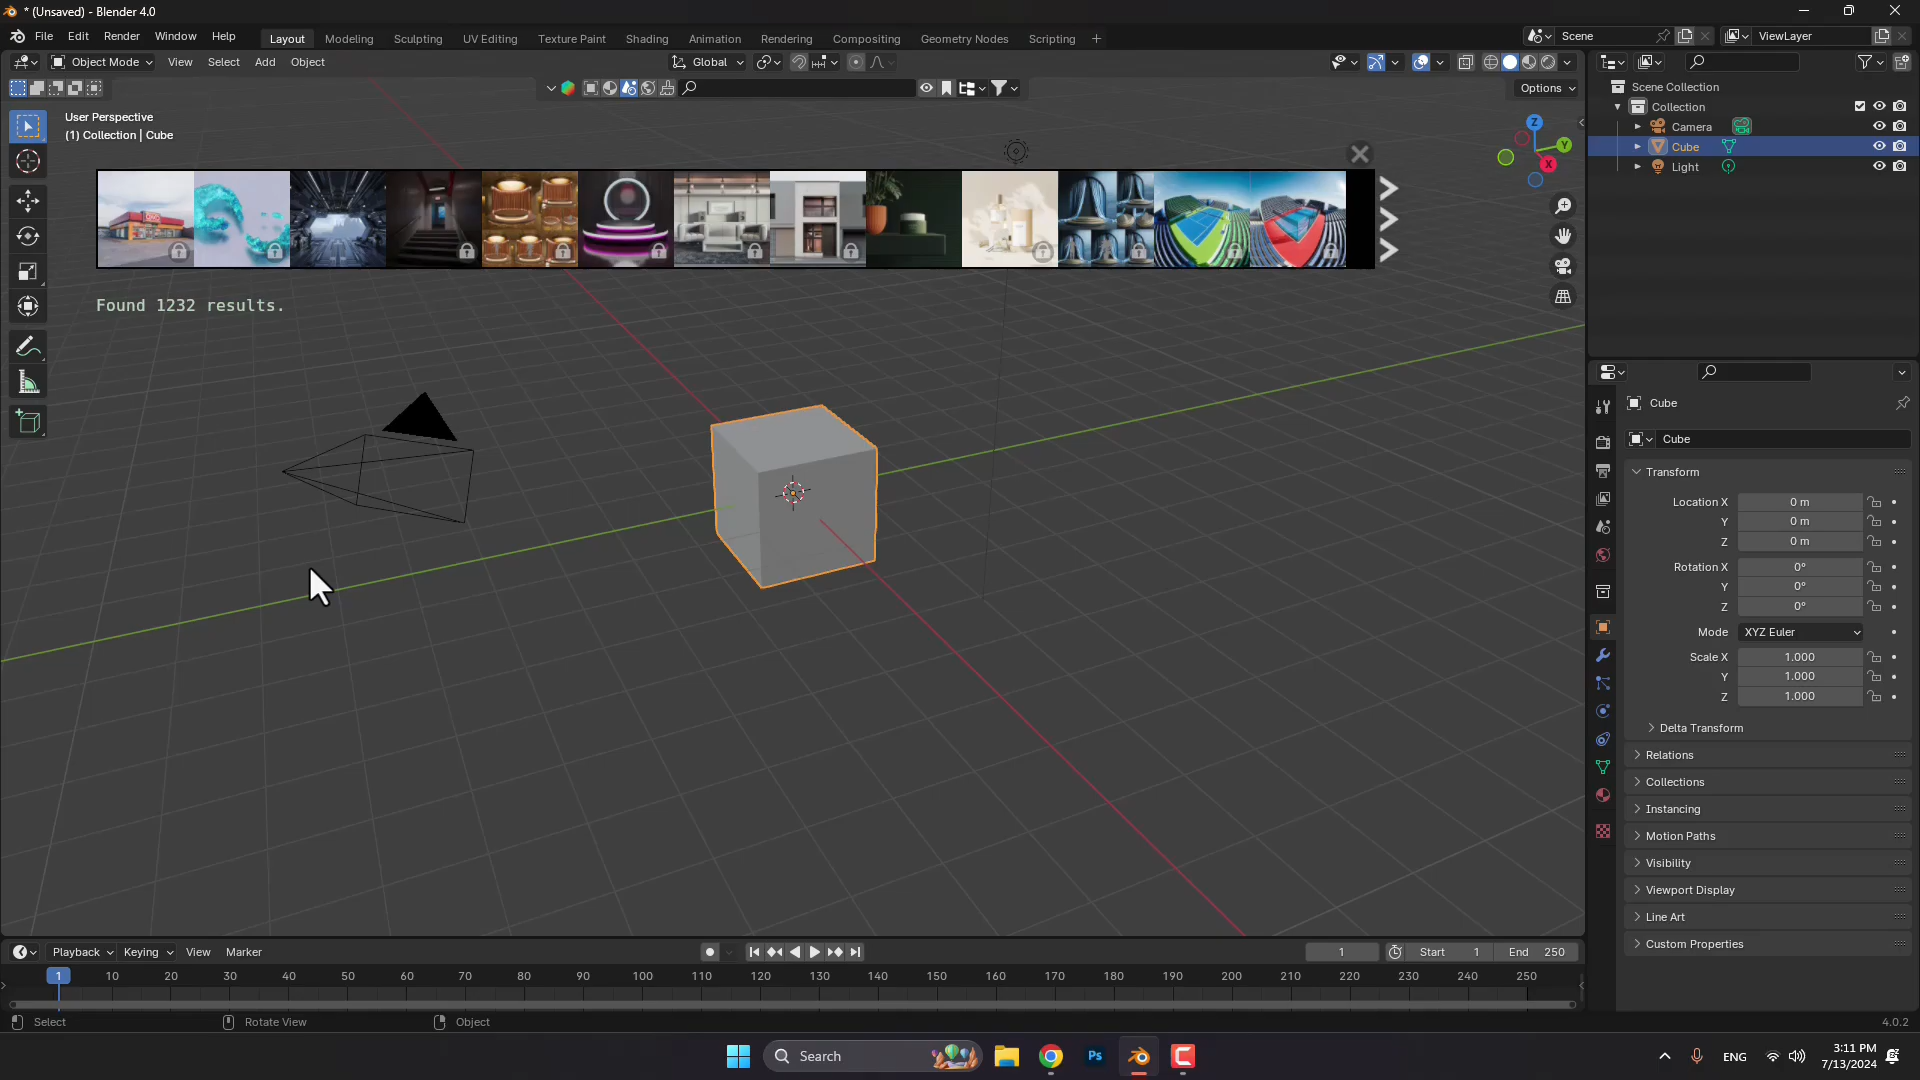 * (Unsaved) - Blender 4.0
File Edit Render Window Help
Layout Modeling Sculpting UV Editing Texture Paint Shading Animation Rendering Compositing Geometry Nodes Scripting +
Scene
ViewLayer
Object Mode View Select Add Object
Global
Options
User Perspective
(1) Collection | Cube
Z
Y
X
Found 1232 results.
Scene Collection
Collection
Camera
Cube
Light
Cube
Cube
Transform
Location X 0 m
Y 0 m
Z 0 m
Rotation X 0°
Y 0°
Z 0°
Mode XYZ Euler
Scale X 1.000
Y 1.000
Z 1.000
Delta Transform
Relations
Collections
Instancing
Motion Paths
Visibility
Viewport Display
Line Art
Custom Properties
Playback Keying View Marker
1 Start 1 End 250
1 10 20 30 40 50 60 70 80 90 100 110 120 130 140 150 160 170 180 190 200 210 220 230 240 250
Select Rotate View Object
4.0.2
Search
Ps
ENG
3:11 PM
7/13/2024